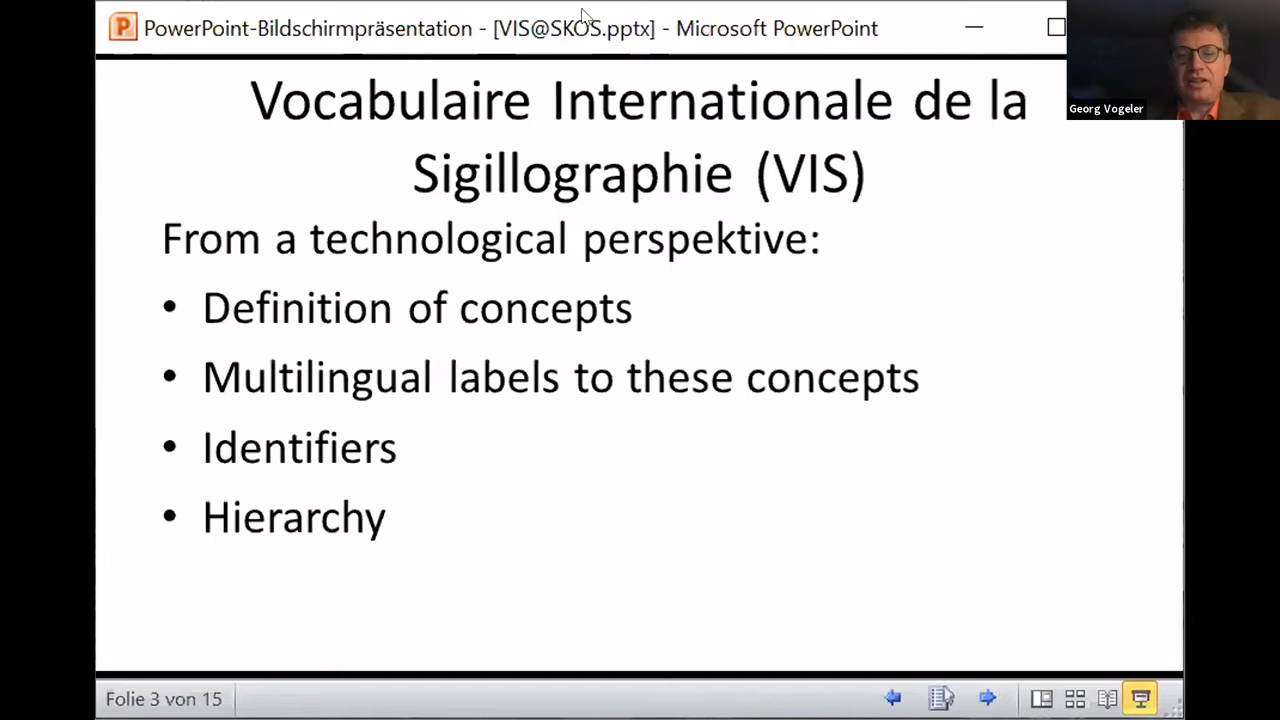 PowerPoint-Bildschirmpräsentation - [VIS@SKOS.pptx] - Microsoft PowerPoint
Georg Vogeler
Vocabulaire Internationale de la
Sigillographie (VIS)
From a technological perspektive:
• Definition of concepts
• Multilingual labels to these concepts
• Identifiers
• Hierarchy
Folie 3 von 15